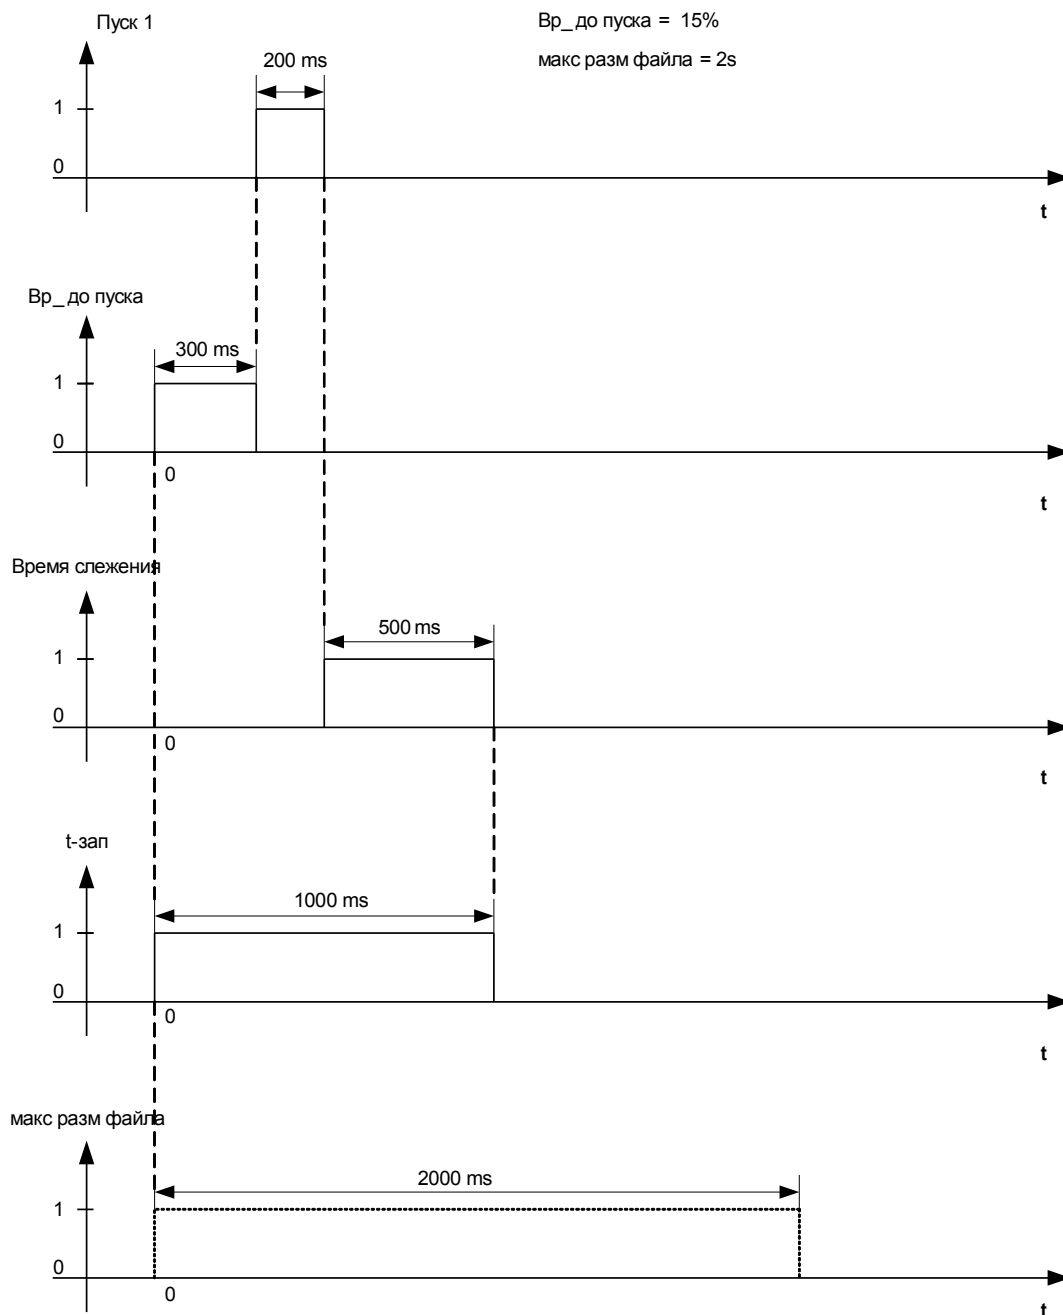 Пуск 1
Вр_до пуска = 15%
макс разм файла = 2s
200 ms
1
0
t
Вр_до пуска
300 ms
1
0
0
t
Время слежения
500 ms
1
0
0
t
t-зап
1000 ms
1
0
0
t
макс разм файла
2000 ms
1
0
0
t